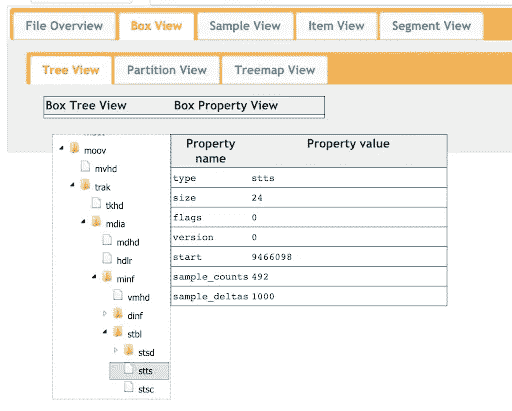 File Overview Box View Sample View Item View Segment View
Tree View Partition View Treemap View
Box Tree View Box Property View
moov
mvhd
trak
tkhd
mdia
mdhd
hdlr
minf
vmhd
dinf
stbl
stsd
stts
stsc
Property name Property value
type stts
size 24
flags 0
version 0
start 9466098
sample_counts 492
sample_deltas 1000